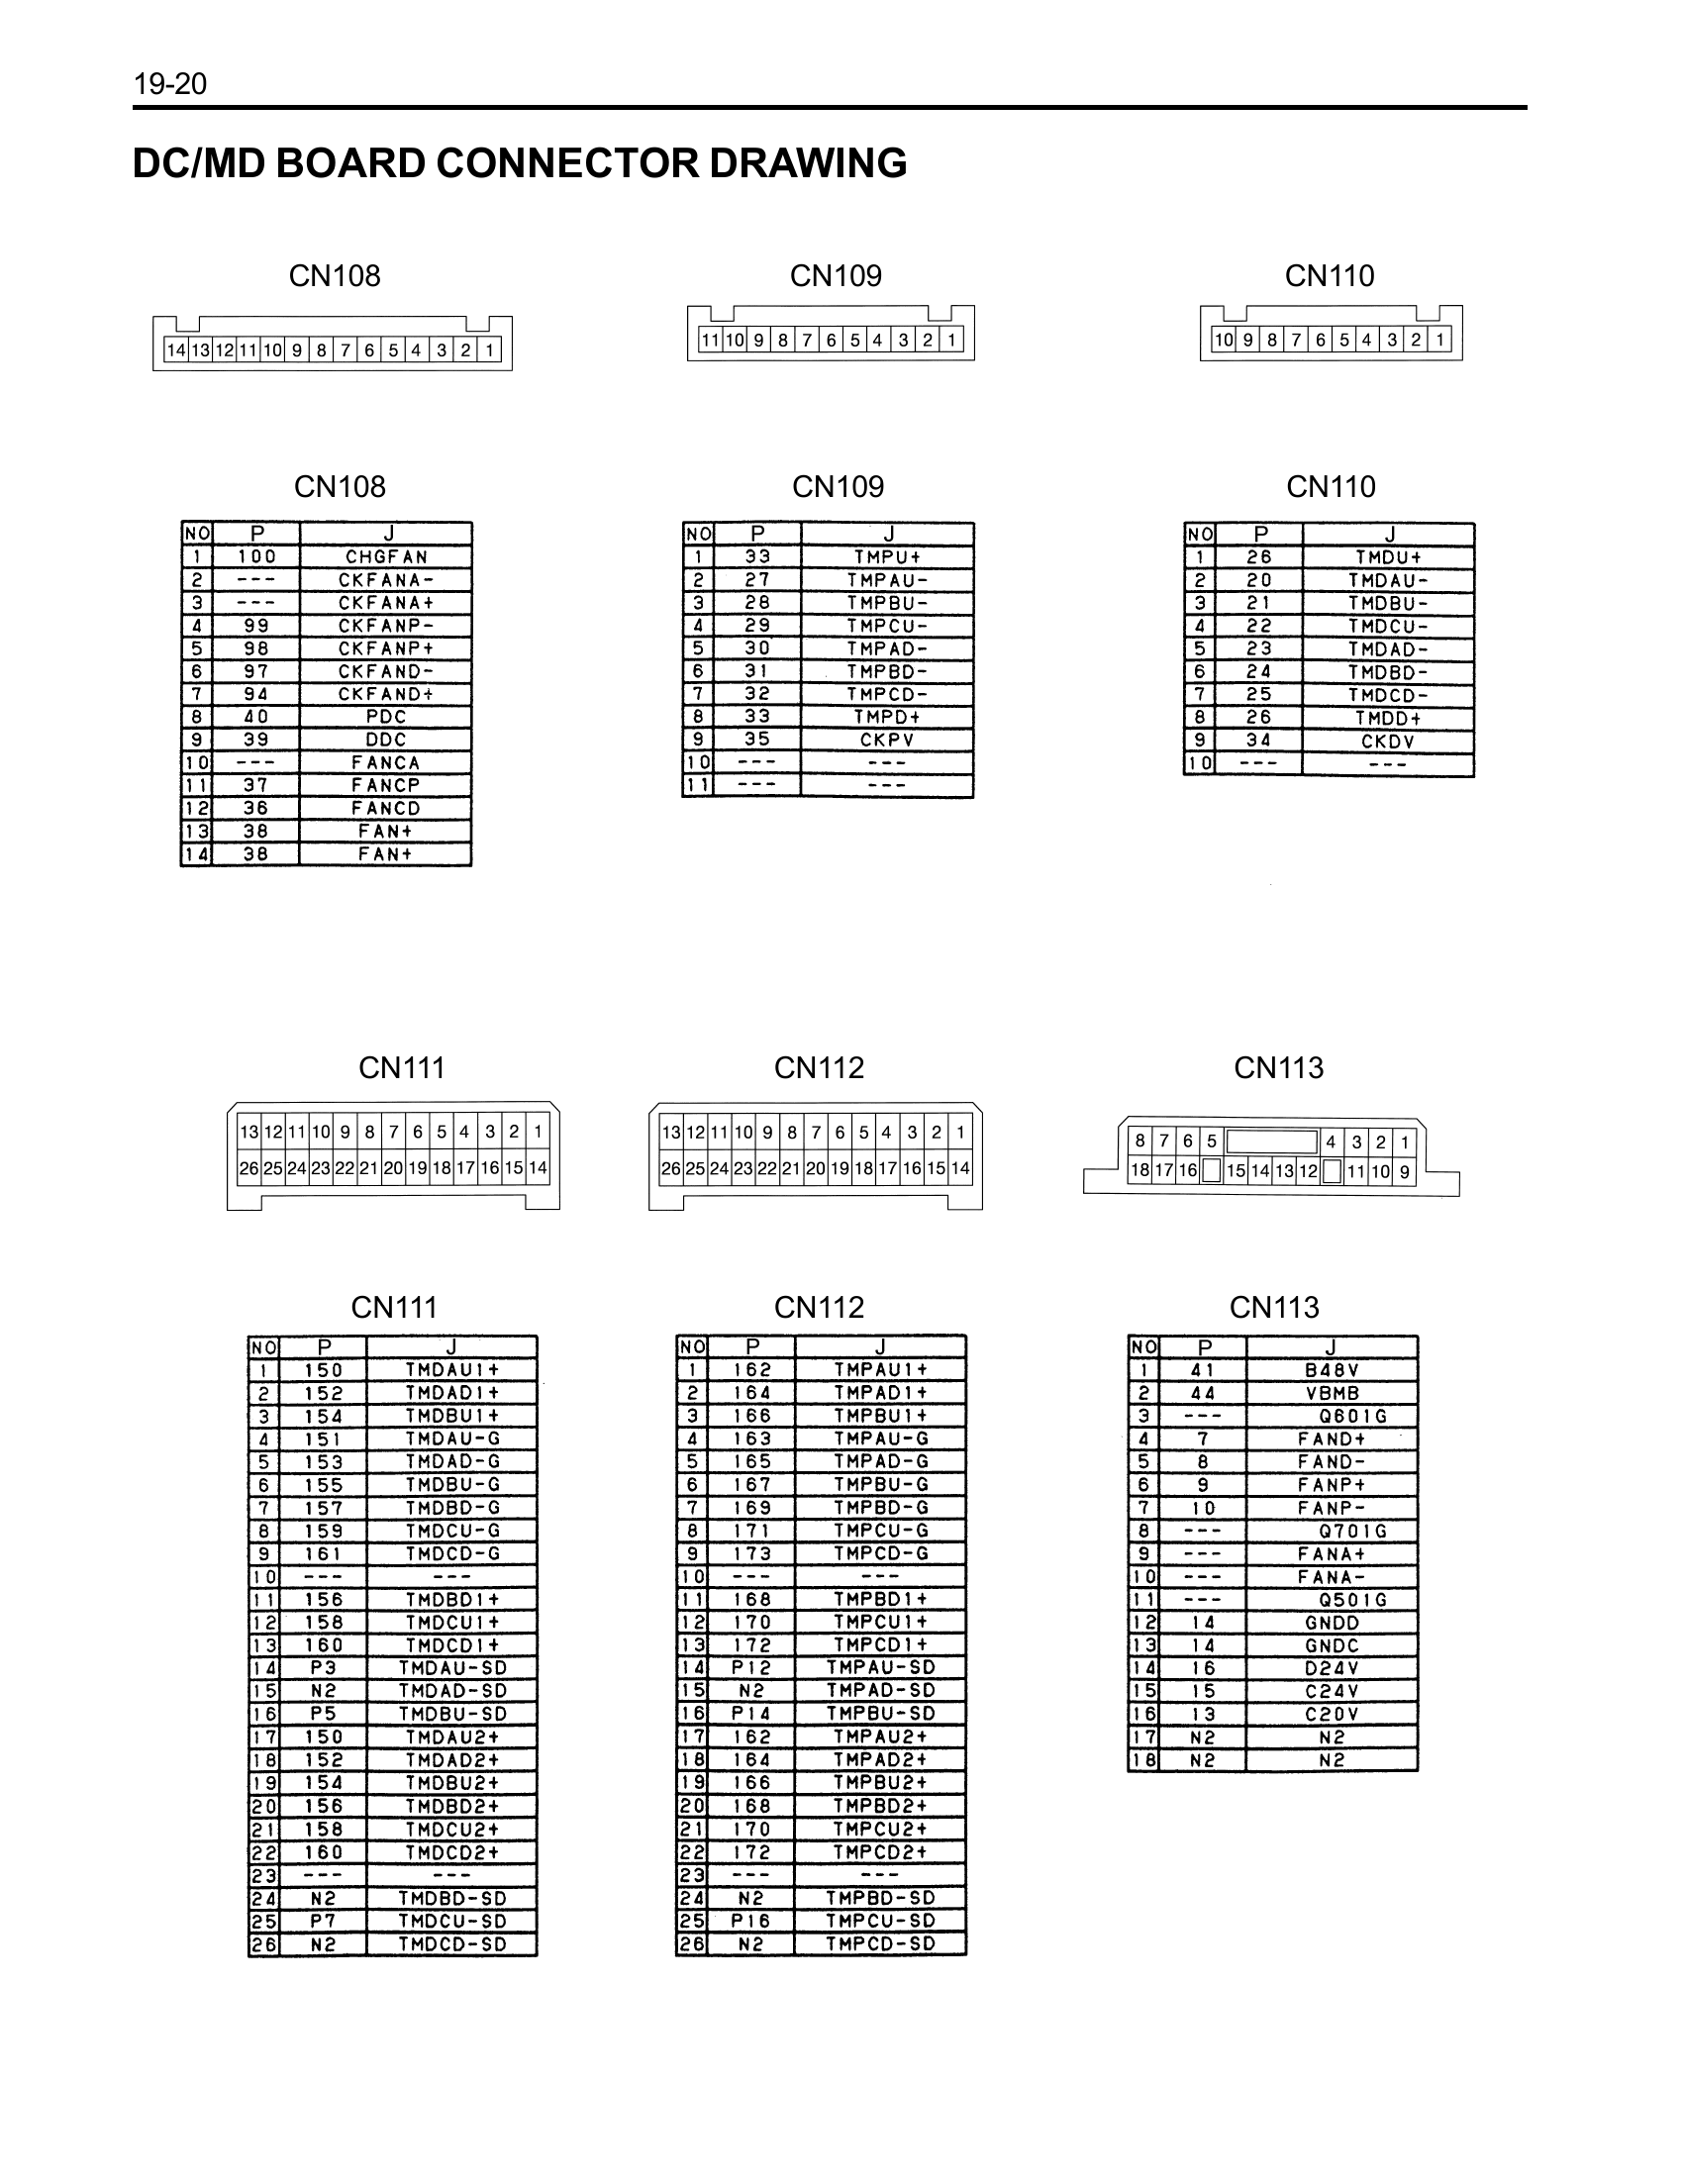 19-20
DC/MD BOARD CONNECTOR DRAWING
CN108
14 13 12 11 10 9 8 7 6 5 4 3 2 1
CN109
11 10 9 8 7 6 5 4 3 2 1
CN110
10 9 8 7 6 5 4 3 2 1
CN108
NO P J
1 100 CHGFAN
2 --- CKFANA-
3 --- CKFANA+
4 99 CKFANP-
5 98 CKFANP+
6 97 CKFAND-
7 94 CKFAND+
8 40 PDC
9 39 DDC
10 --- FANCA
11 37 FANCP
12 36 FANCD
13 38 FAN+
14 38 FAN+
CN109
NO P J
1 33 TMPU+
2 27 TMPAU-
3 28 TMPBU-
4 29 TMPCU-
5 30 TMPAD-
6 31 TMPBD-
7 32 TMPCD-
8 33 TMPD+
9 35 CKPV
10 --- ---
11 --- ---
CN110
NO P J
1 26 TMDU+
2 20 TMDAU-
3 21 TMDBU-
4 22 TMDCU-
5 23 TMDAD-
6 24 TMDBD-
7 25 TMDCD-
8 26 TMDD+
9 34 CKDV
10 --- ---
CN111
13 12 11 10 9 8 7 6 5 4 3 2 1
26 25 24 23 22 21 20 19 18 17 16 15 14
CN112
13 12 11 10 9 8 7 6 5 4 3 2 1
26 25 24 23 22 21 20 19 18 17 16 15 14
CN113
8 7 6 5 4 3 2 1
18 17 16 15 14 13 12 11 10 9
CN111
NO P J
1 150 TMDAU1+
2 152 TMDAD1+
3 154 TMDBU1+
4 151 TMDAU-G
5 153 TMDAD-G
6 155 TMDBU-G
7 157 TMDBD-G
8 159 TMDCU-G
9 161 TMDCD-G
10 --- ---
11 156 TMDBD1+
12 158 TMDCU1+
13 160 TMDCD1+
14 P3 TMDAU-SD
15 N2 TMDAD-SD
16 P5 TMDBU-SD
17 150 TMDAU2+
18 152 TMDAD2+
19 154 TMDBU2+
20 156 TMDBD2+
21 158 TMDCU2+
22 160 TMDCD2+
23 --- ---
24 N2 TMDBD-SD
25 P7 TMDCU-SD
26 N2 TMDCD-SD
CN112
NO P J
1 162 TMPAU1+
2 164 TMPAD1+
3 166 TMPBU1+
4 163 TMPAU-G
5 165 TMPAD-G
6 167 TMPBU-G
7 169 TMPBD-G
8 171 TMPCU-G
9 173 TMPCD-G
10 --- ---
11 168 TMPBD1+
12 170 TMPCU1+
13 172 TMPCD1+
14 P12 TMPAU-SD
15 N2 TMPAD-SD
16 P14 TMPBU-SD
17 162 TMPAU2+
18 164 TMPAD2+
19 166 TMPBU2+
20 168 TMPBD2+
21 170 TMPCU2+
22 172 TMPCD2+
23 --- ---
24 N2 TMPBD-SD
25 P16 TMPCU-SD
26 N2 TMPCD-SD
CN113
NO P J
1 41 B48V
2 44 VBMB
3 --- Q601G
4 7 FAND+
5 8 FAND-
6 9 FANP+
7 10 FANP-
8 --- Q701G
9 --- FANA+
10 --- FANA-
11 --- Q501G
12 14 GNDD
13 14 GNDC
14 16 D24V
15 15 C24V
16 13 C20V
17 N2 N2
18 N2 N2